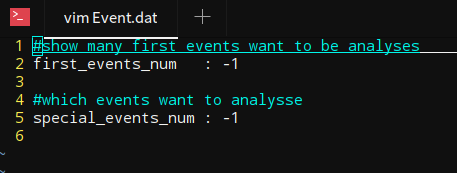 vim Event.dat
1 #show many first events want to be analyses
2 first_events_num   : -1
3
4 #which events want to analysse
5 special_events_num : -1
6
~
~